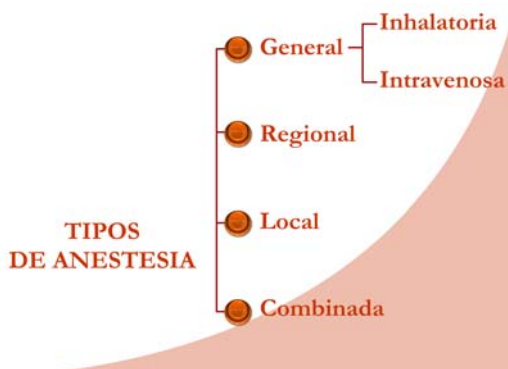 Inhalatoria
General
Intravenosa
Regional
Local
TIPOS
DE ANESTESIA
Combinada